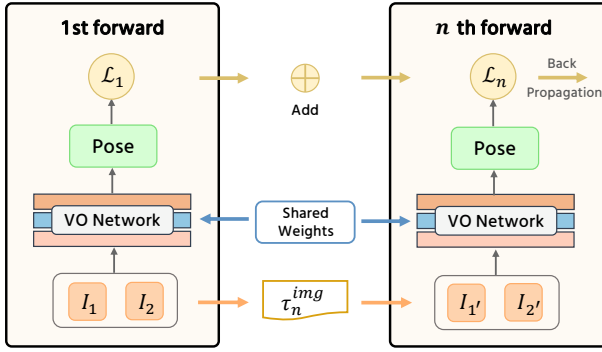 1st forward
n th forward
ℒ₁
Add
ℒₙ
Back
Propagation
Pose
Pose
VO Network
Shared
Weights
VO Network
I₁ I₂
τₙⁱᵐᵍ
I₁′ I₂′